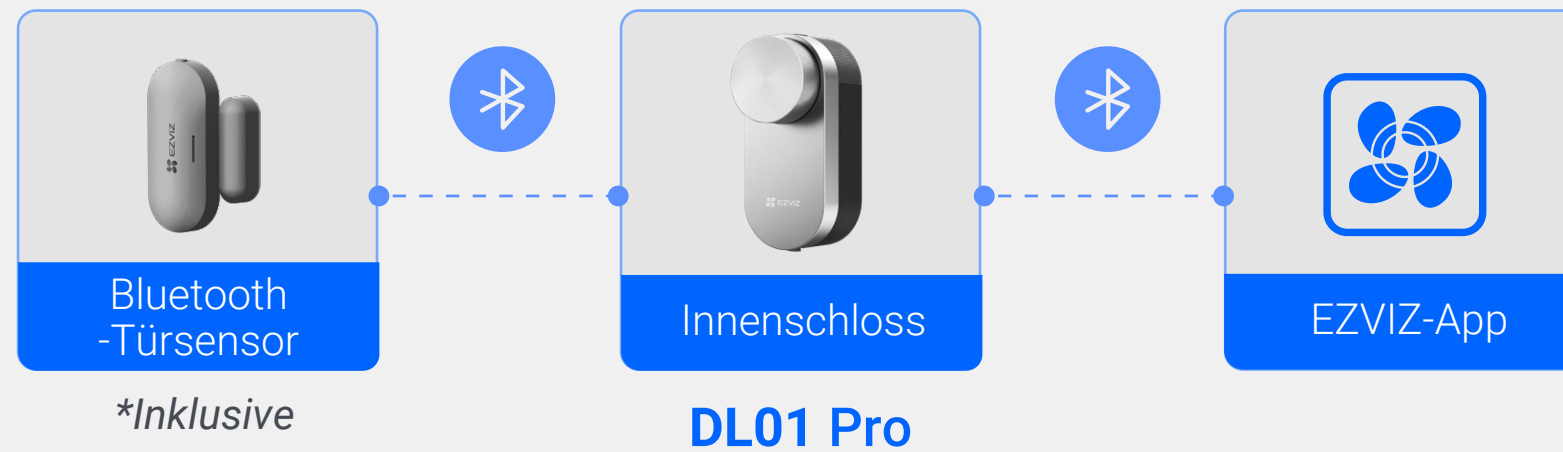 EZVIZ
EZVIZ
Bluetooth
-Türsensor
Innenschloss
EZVIZ-App
*Inklusive
DL01 Pro